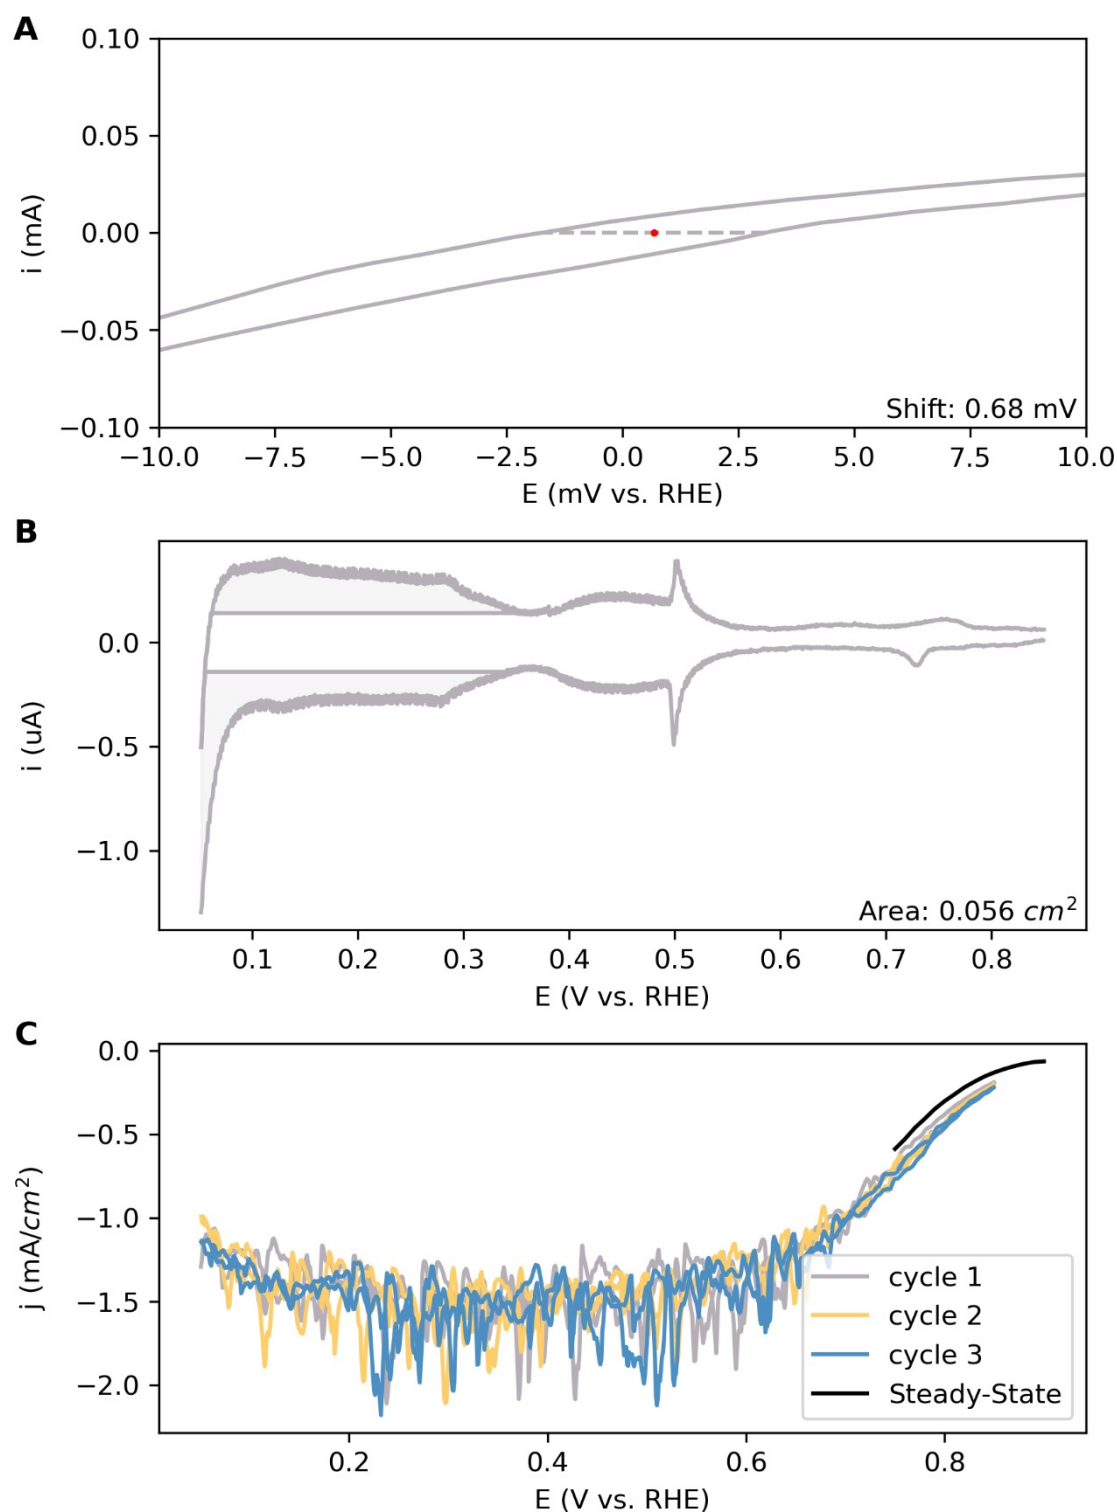 A
0.10
0.05
0.00
−0.05
−0.10
i (mA)
−10.0 −7.5 −5.0 −2.5 0.0 2.5 5.0 7.5 10.0
E (mV vs. RHE)
Shift: 0.68 mV
B
0.0
−0.5
−1.0
i (uA)
0.1 0.2 0.3 0.4 0.5 0.6 0.7 0.8
E (V vs. RHE)
Area: 0.056 cm²
C
0.0
−0.5
−1.0
−1.5
−2.0
j (mA/cm²)
cycle 1
cycle 2
cycle 3
Steady-State
0.2 0.4 0.6 0.8
E (V vs. RHE)